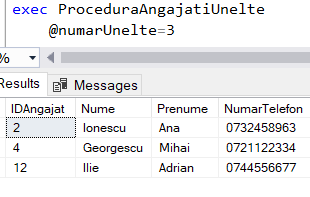 exec ProceduraAngajatiUnelte
@numarUnelte=3
%
Results Messages
IDAngajat Nume Prenume NumarTelefon
2 Ionescu Ana 0732458963
4 Georgescu Mihai 0721122334
12 Ilie Adrian 0744556677